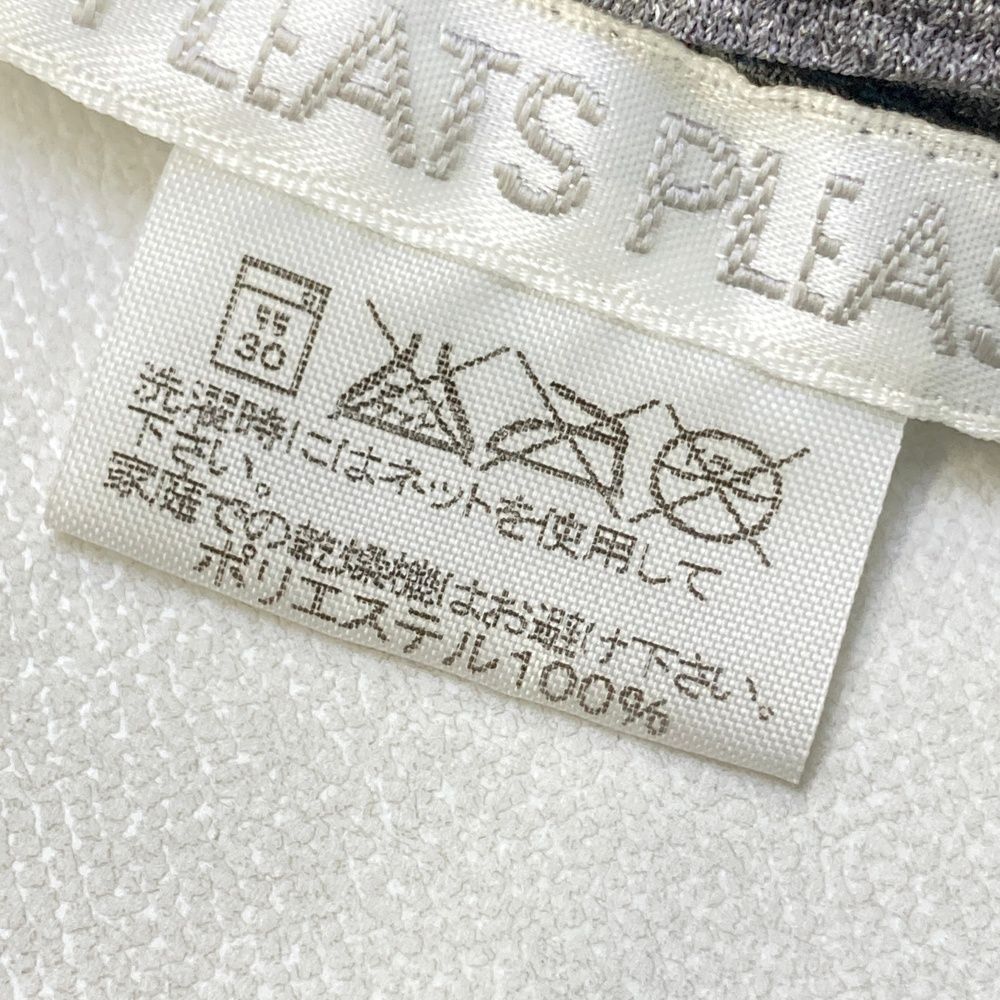 PLEATS PLEAS
弱
30
洗濯時にはネットを使用して
下さい。
家庭での乾燥機はお避け下さい。
ポリエステル100%